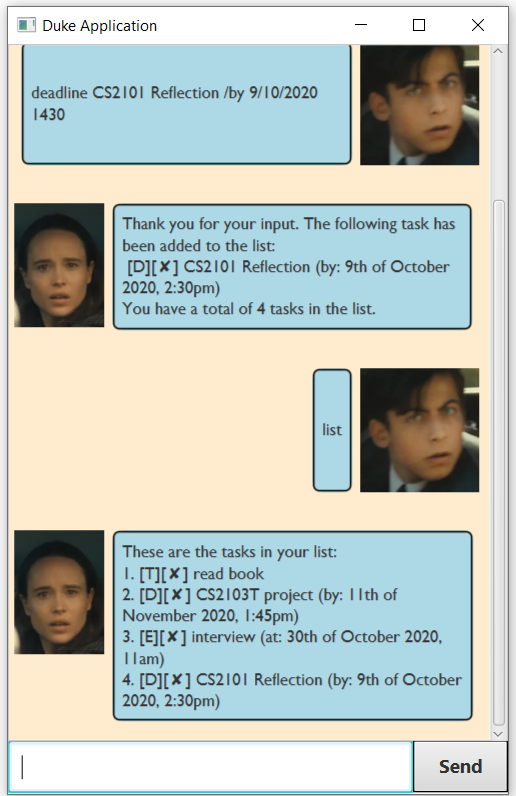 Duke Application
deadline CS2101 Reflection /by 9/10/2020
1430
Thank you for your input. The following task has
been added to the list:
[D][✘] CS2101 Reflection (by: 9th of October
2020, 2:30pm)
You have a total of 4 tasks in the list.
list
These are the tasks in your list:
1. [T][✘] read book
2. [D][✘] CS2103T project (by: 11th of
November 2020, 1:45pm)
3. [E][✘] interview (at: 30th of October 2020,
11am)
4. [D][✘] CS2101 Reflection (by: 9th of October
2020, 2:30pm)
Send